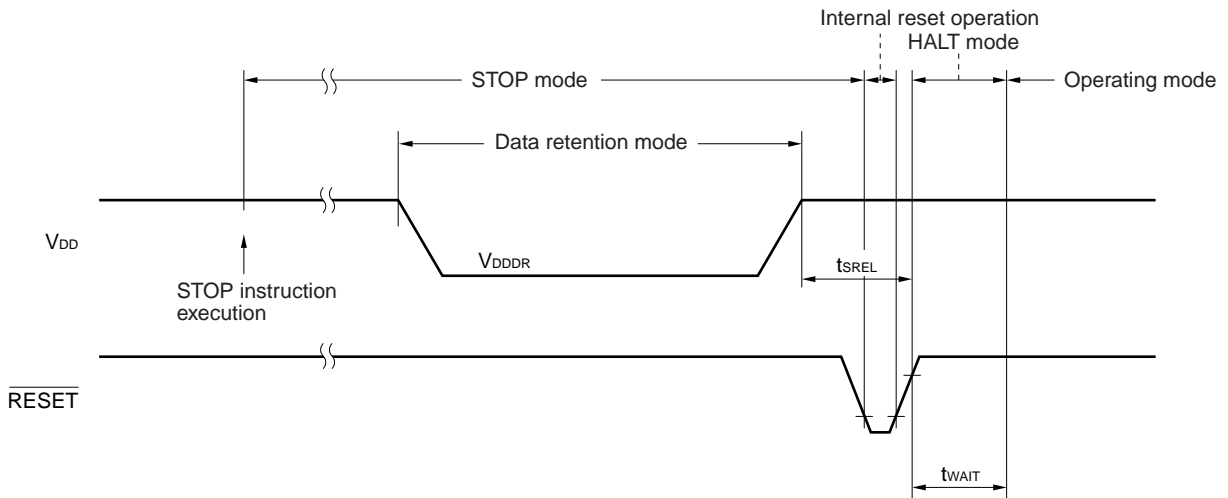 Internal reset operation
HALT mode
STOP mode
Operating mode
Data retention mode
VDD
VDDDR
tSREL
STOP instruction
execution
RESET
tWAIT